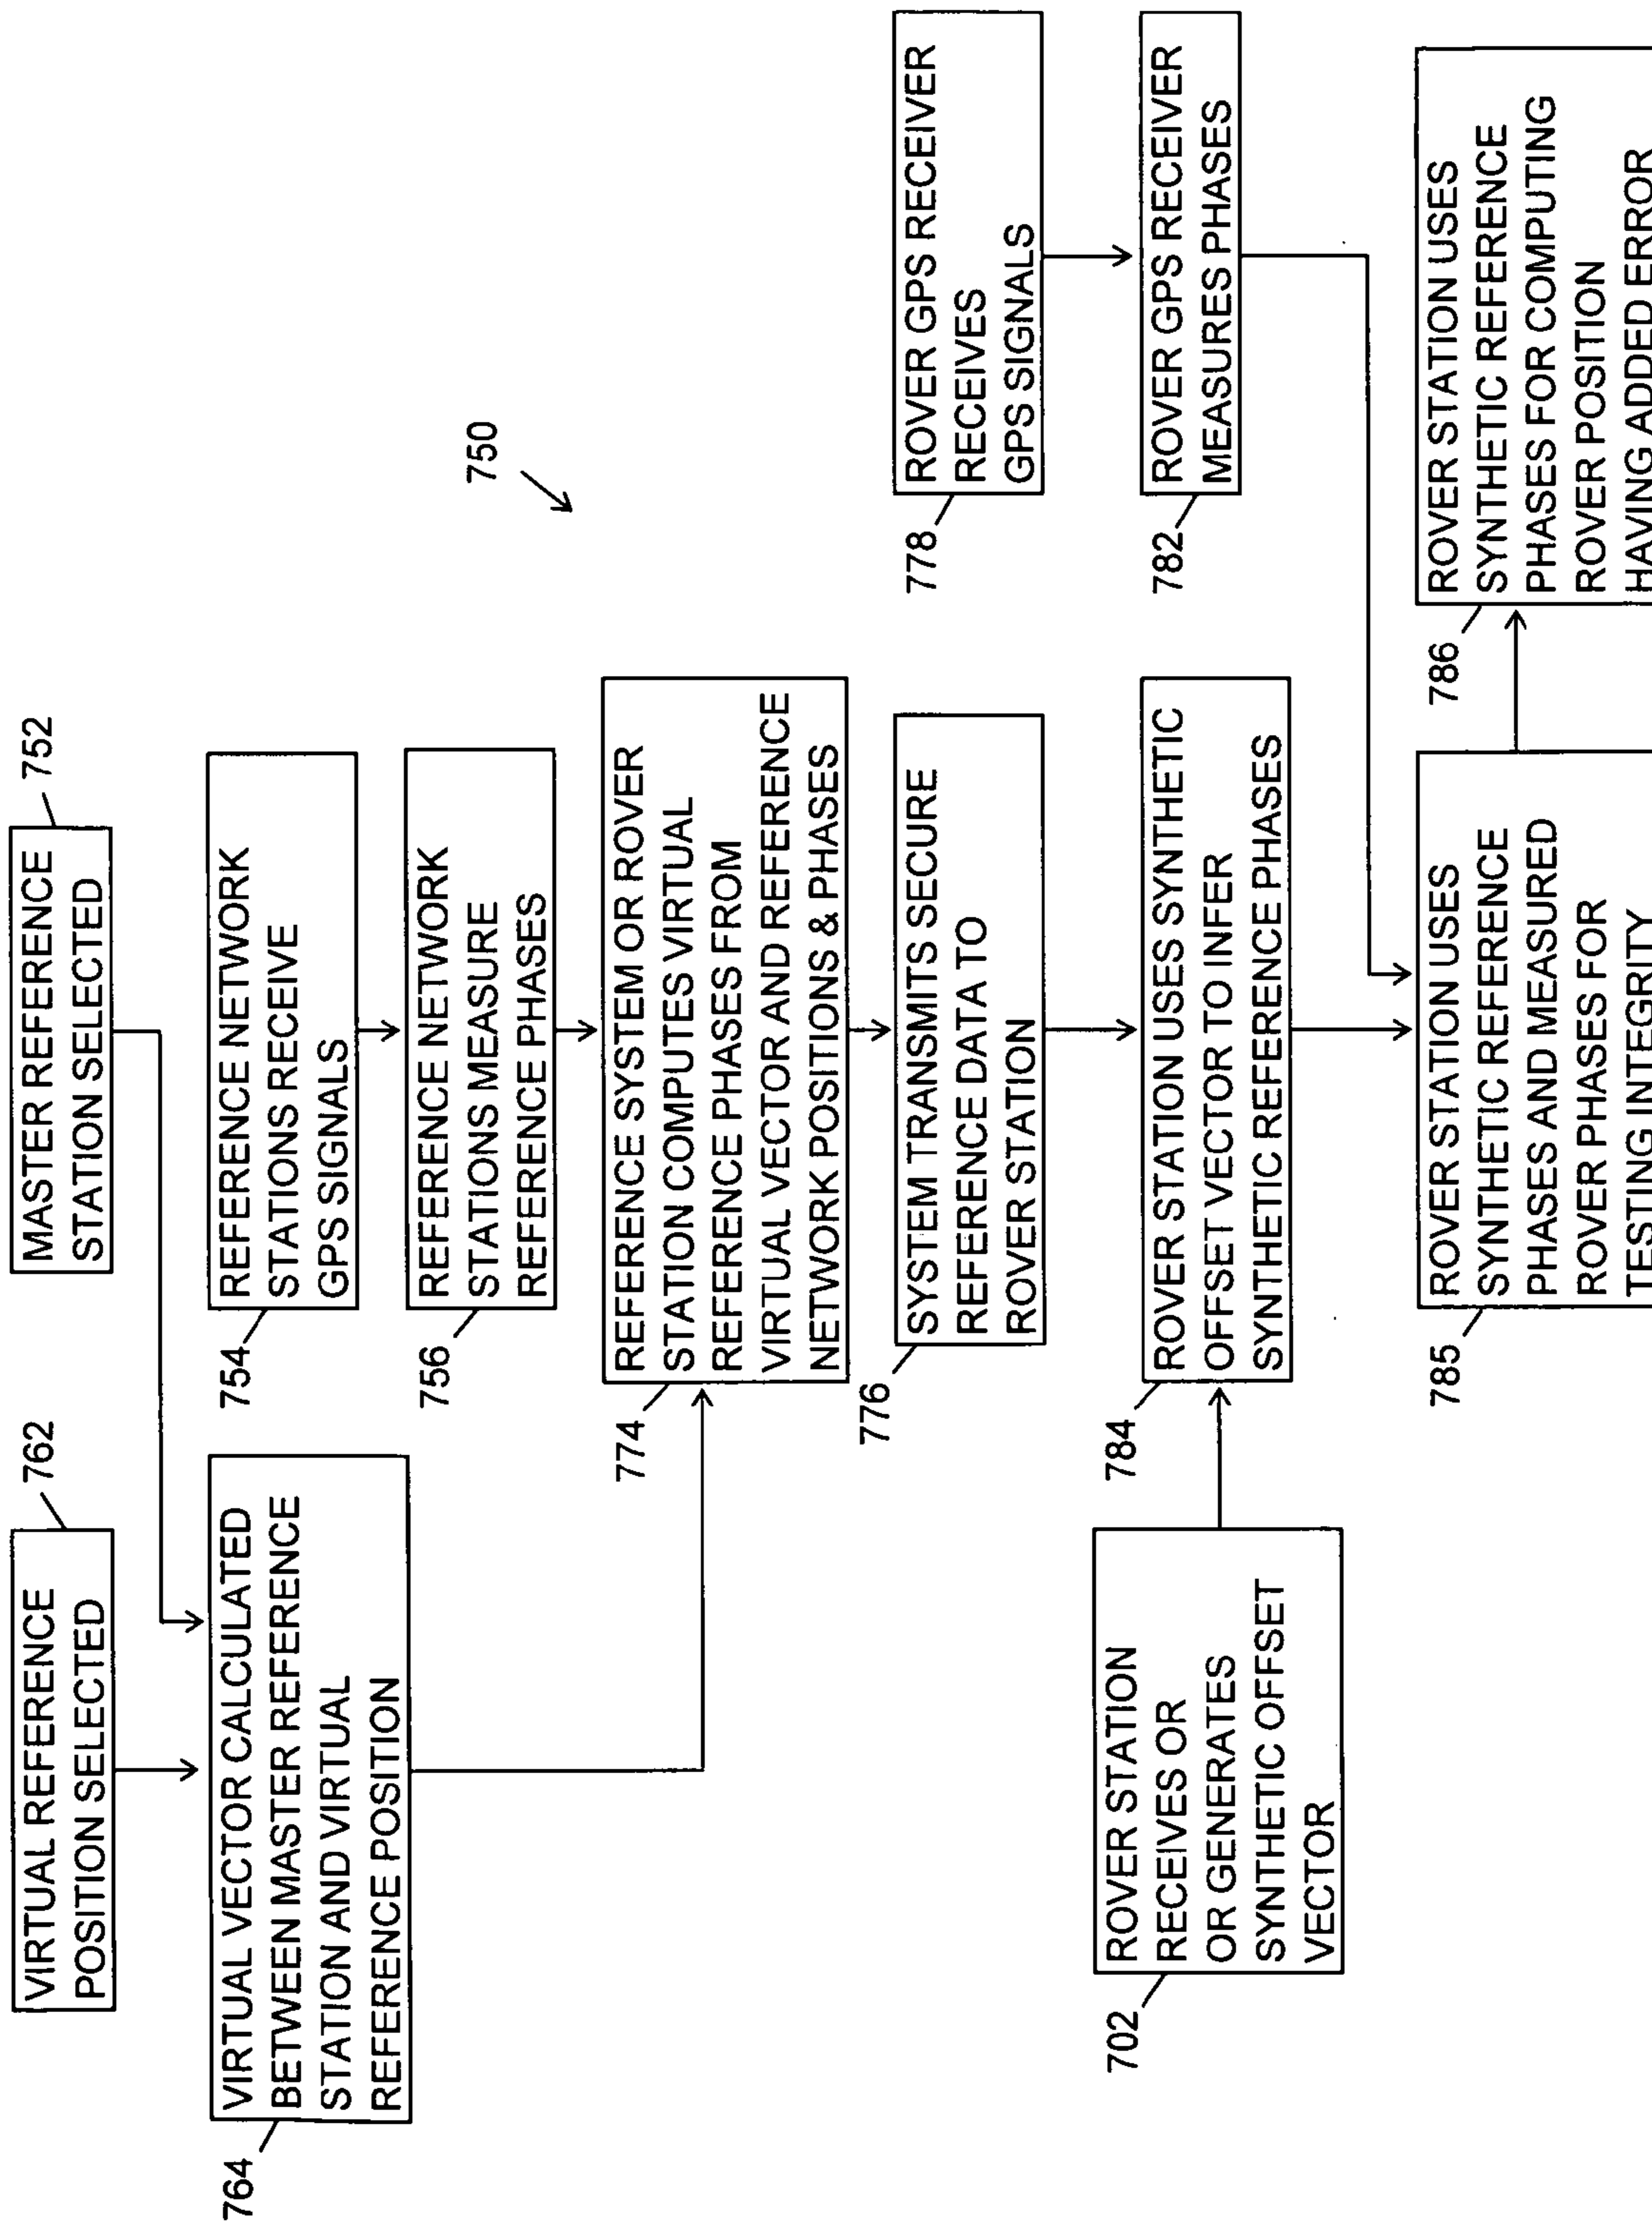 750
752
MASTER REFERENCE
STATION SELECTED
762
VIRTUAL REFERENCE
POSITION SELECTED
764
VIRTUAL VECTOR CALCULATED
BETWEEN MASTER REFERENCE
STATION AND VIRTUAL
REFERENCE POSITION
754
REFERENCE NETWORK
STATIONS RECEIVE
GPS SIGNALS
756
REFERENCE NETWORK
STATIONS MEASURE
REFERENCE PHASES
774
REFERENCE SYSTEM OR ROVER
STATION COMPUTES VIRTUAL
REFERENCE PHASES FROM
VIRTUAL VECTOR AND REFERENCE
NETWORK POSITIONS & PHASES
776
SYSTEM TRANSMITS SECURE
REFERENCE DATA TO
ROVER STATION
778
ROVER GPS RECEIVER
RECEIVES
GPS SIGNALS
782
ROVER GPS RECEIVER
MEASURES PHASES
702
ROVER STATION
RECEIVES OR
OR GENERATES
SYNTHETIC OFFSET
VECTOR
784
ROVER STATION USES SYNTHETIC
OFFSET VECTOR TO INFER
SYNTHETIC REFERENCE PHASES
785
ROVER STATION USES
SYNTHETIC REFERENCE
PHASES AND MEASURED
ROVER PHASES FOR
TESTING INTEGRITY
786
ROVER STATION USES
SYNTHETIC REFERENCE
PHASES FOR COMPUTING
ROVER POSITION
HAVING ADDED ERROR